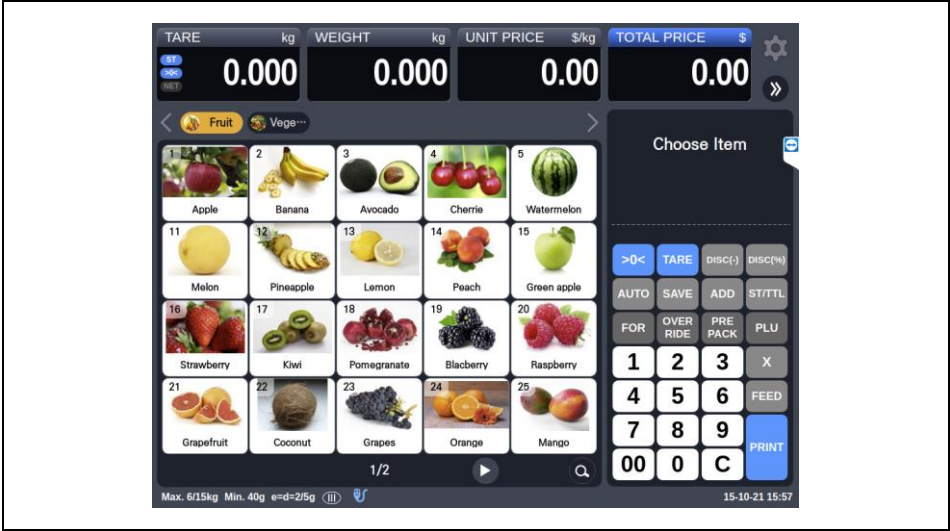 TARE kg WEIGHT kg UNIT PRICE $/kg TOTAL PRICE $
ST
>0<
NET
0.000 0.000 0.00 0.00
Fruit Vege···
Choose Item
1 2 3 4 5
Apple Banana Avocado Cherrie Watermelon
11 12 13 14 15
Melon Pineapple Lemon Peach Green apple
16 17 18 19 20
Strawberry Kiwi Pomegranate Blacberry Raspberry
21 22 23 24 25
Grapefruit Coconut Grapes Orange Mango
1/2
>0< TARE DISC(-) DISC(%)
AUTO SAVE ADD ST/TTL
FOR OVER RIDE PRE PACK PLU
1 2 3 X
4 5 6 FEED
7 8 9 PRINT
00 0 C
Max. 6/15kg Min. 40g e=d=2/5g III 15-10-21 15:57